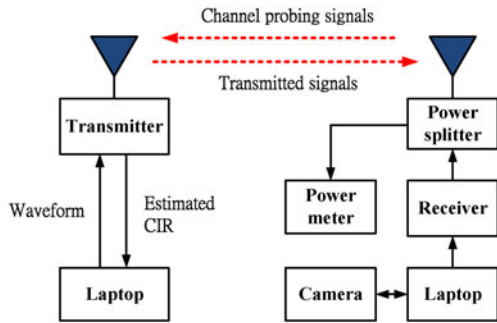 Channel probing signals
Transmitted signals
Transmitter
Power
splitter
Waveform
Estimated
CIR
Power
meter
Receiver
Laptop
Camera
Laptop